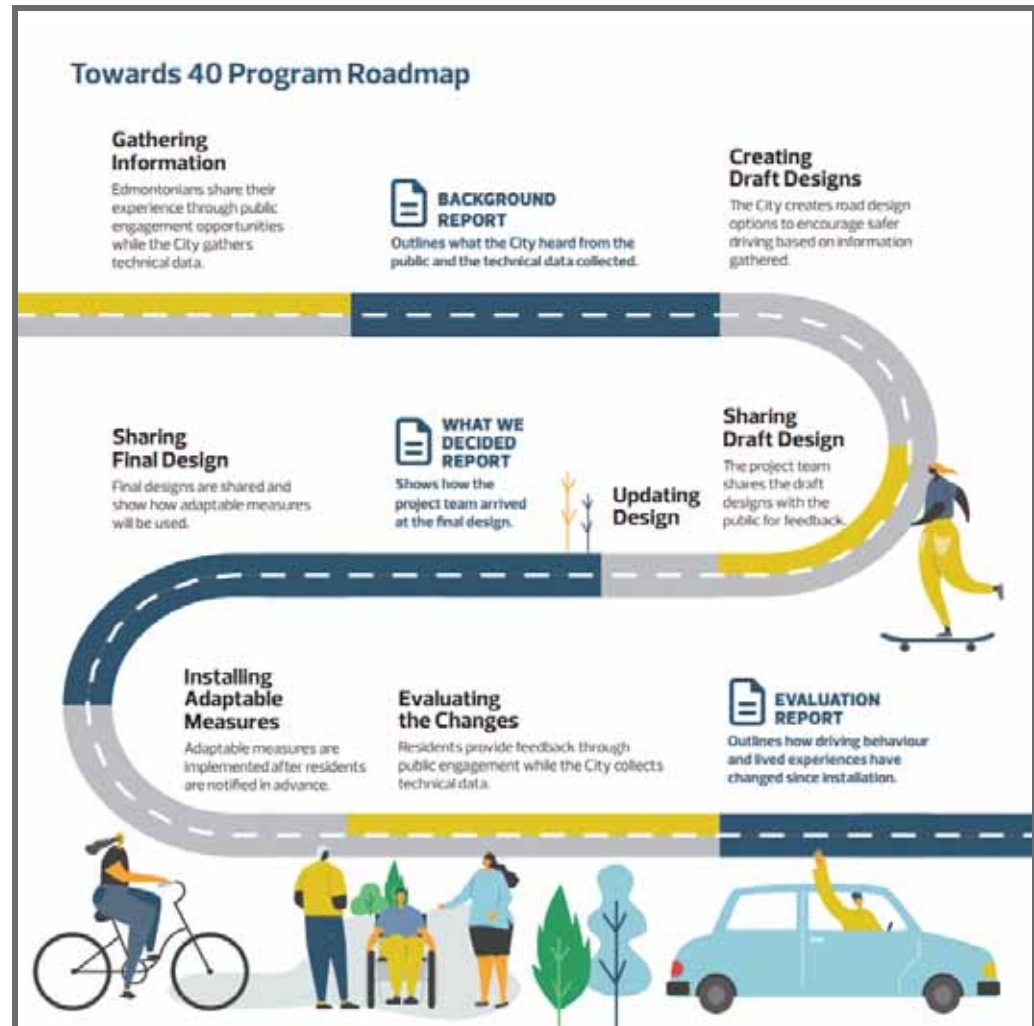 Towards 40 Program Roadmap
Gathering
Information
Edmontonians share their
experience through public
engagement opportunities
while the City gathers
technical data.
BACKGROUND
REPORT
Outlines what the City heard from the
public and the technical data collected.
Creating
Draft Designs
The City creates road design
options to encourage safer
driving based on information
gathered.
Sharing
Draft Design
The project team
shares the draft
designs with the
public for feedback.
Updating
Design
WHAT WE
DECIDED
REPORT
Shows how the
project team arrived
at the final design.
Sharing
Final Design
Final designs are shared and
show how adaptable measures
will be used.
Installing
Adaptable
Measures
Adaptable measures are
implemented after residents
are notified in advance.
Evaluating
the Changes
Residents provide feedback through
public engagement while the City collects
technical data.
EVALUATION
REPORT
Outlines how driving behaviour
and lived experiences have
changed since installation.